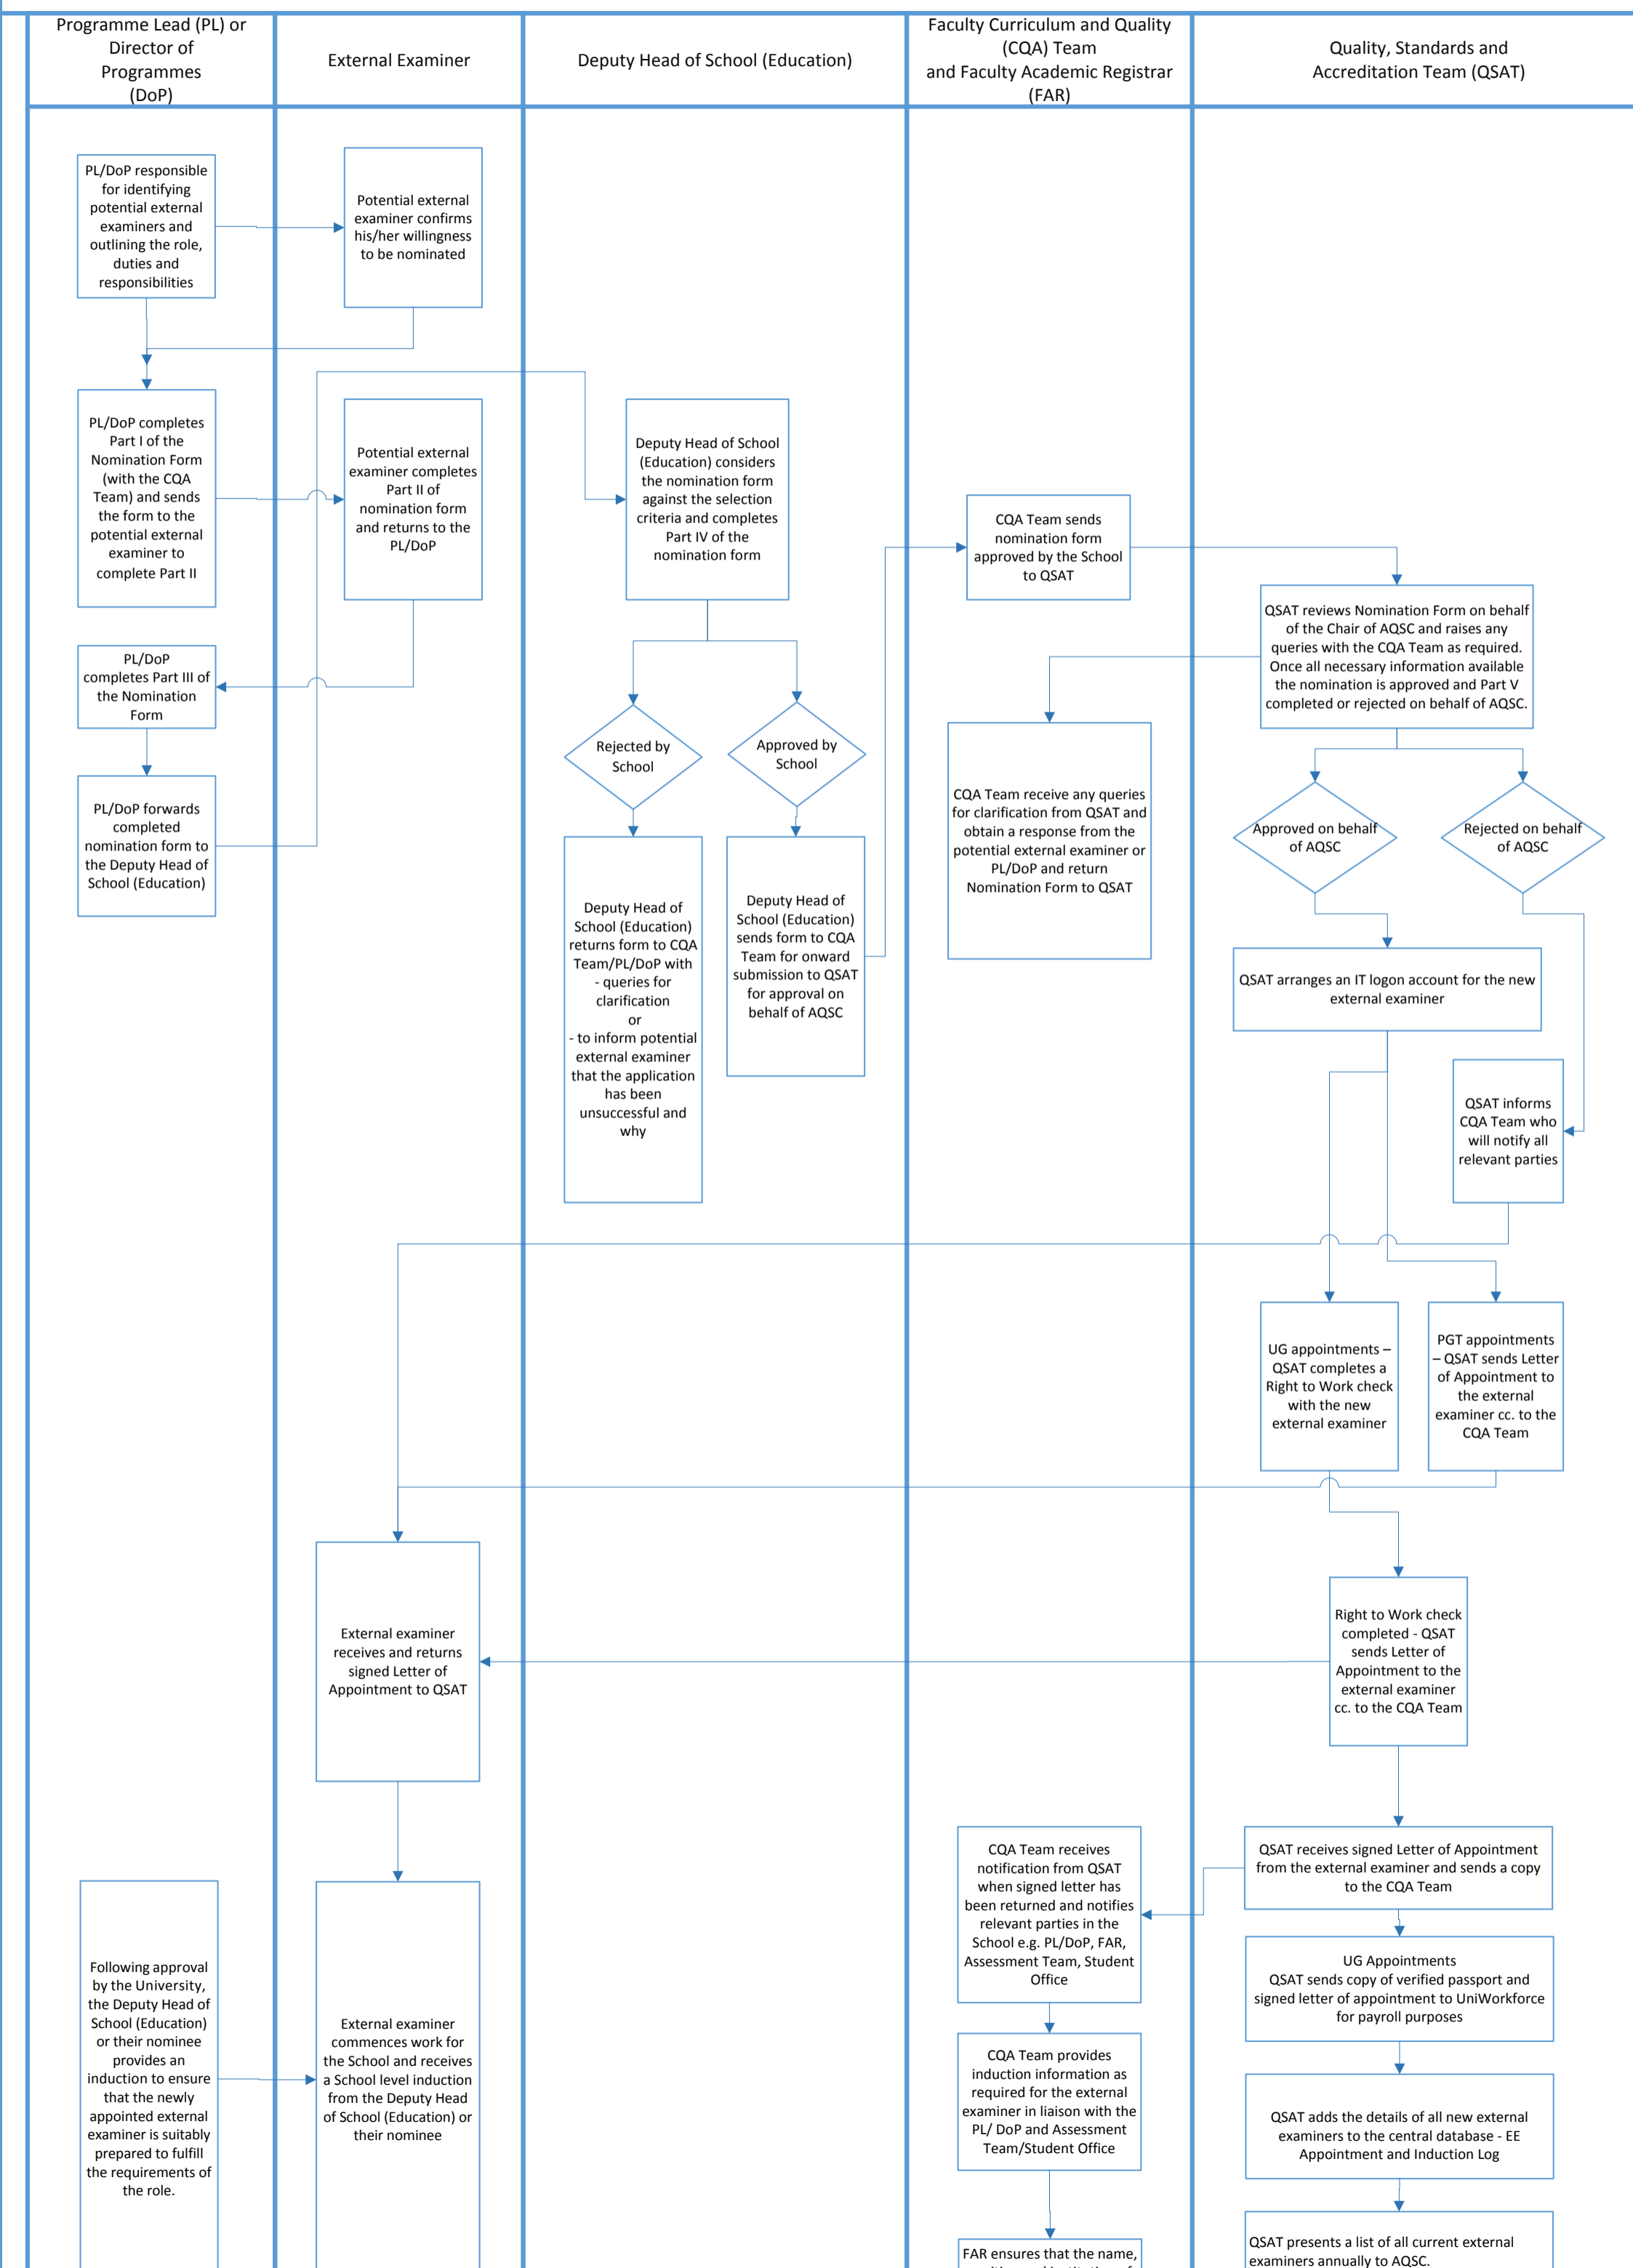 Programme Lead (PL) or
Director of
Programmes
(DoP)
External Examiner
Deputy Head of School (Education)
Faculty Curriculum and Quality
(CQA) Team
and Faculty Academic Registrar
(FAR)
Quality, Standards and
Accreditation Team (QSAT)
PL/DoP responsible
for identifying
potential external
examiners and
outlining the role,
duties and
responsibilities
Potential external
examiner confirms
his/her willingness
to be nominated
PL/DoP completes
Part I of the
Nomination Form
(with the CQA
Team) and sends
the form to the
potential external
examiner to
complete Part II
Potential external
examiner completes
Part II of
nomination form
and returns to the
PL/DoP
Deputy Head of School
(Education) considers
the nomination form
against the selection
criteria and completes
Part IV of the
nomination form
CQA Team sends
nomination form
approved by the School
to QSAT
QSAT reviews Nomination Form on behalf
of the Chair of AQSC and raises any
queries with the CQA Team as required.
Once all necessary information available
the nomination is approved and Part V
completed or rejected on behalf of AQSC.
PL/DoP
completes Part III of
the Nomination
Form
Rejected by
School
Approved by
School
CQA Team receive any queries
for clarification from QSAT and
obtain a response from the
potential external examiner or
PL/DoP and return
Nomination Form to QSAT
Approved on behalf
of AQSC
Rejected on behalf
of AQSC
PL/DoP forwards
completed
nomination form to
the Deputy Head of
School (Education)
Deputy Head of
School (Education)
returns form to CQA
Team/PL/DoP with
- queries for
clarification
or
- to inform potential
external examiner
that the application
has been
unsuccessful and
why
Deputy Head of
School (Education)
sends form to CQA
Team for onward
submission to QSAT
for approval on
behalf of AQSC
QSAT arranges an IT logon account for the new
external examiner
QSAT informs
CQA Team who
will notify all
relevant parties
UG appointments –
QSAT completes a
Right to Work check
with the new
external examiner
PGT appointments
– QSAT sends Letter
of Appointment to
the external
examiner cc. to the
CQA Team
External examiner
receives and returns
signed Letter of
Appointment to QSAT
Right to Work check
completed - QSAT
sends Letter of
Appointment to the
external examiner
cc. to the CQA Team
CQA Team receives
notification from QSAT
when signed letter has
been returned and notifies
relevant parties in the
School e.g. PL/DoP, FAR,
Assessment Team, Student
Office
QSAT receives signed Letter of Appointment
from the external examiner and sends a copy
to the CQA Team
UG Appointments
QSAT sends copy of verified passport and
signed letter of appointment to UniWorkforce
for payroll purposes
Following approval
by the University,
the Deputy Head of
School (Education)
or their nominee
provides an
induction to ensure
that the newly
appointed external
examiner is suitably
prepared to fulfill
the requirements of
the role.
External examiner
commences work for
the School and receives
a School level induction
from the Deputy Head
of School (Education) or
their nominee
CQA Team provides
induction information as
required for the external
examiner in liaison with the
PL/ DoP and Assessment
Team/Student Office
QSAT adds the details of all new external
examiners to the central database - EE
Appointment and Induction Log
FAR ensures that the name,
QSAT presents a list of all current external
examiners annually to AQSC.